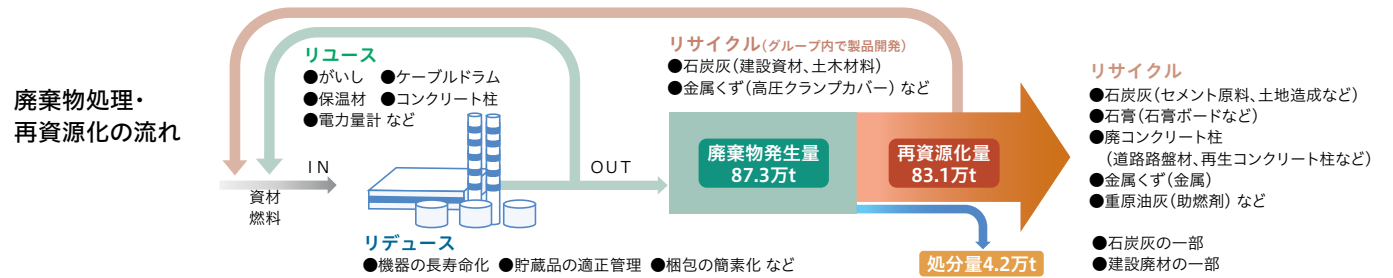 廃棄物処理・
再資源化の流れ
IN
資材
燃料
リユース
●がいし ●ケーブルドラム
●保温材 ●コンクリート柱
●電力量計 など
OUT
リデュース
●機器の長寿命化 ●貯蔵品の適正管理 ●梱包の簡素化 など
リサイクル(グループ内で製品開発)
●石炭灰(建設資材、土木材料)
●金属くず(高圧クランプカバー) など
廃棄物発生量
87.3万t
再資源化量
83.1万t
処分量4.2万t
リサイクル
●石炭灰(セメント原料、土地造成など)
●石膏(石膏ボードなど)
●廃コンクリート柱
(道路路盤材、再生コンクリート柱など)
●金属くず(金属)
●重原油灰(助燃剤) など
●石炭灰の一部
●建設廃材の一部